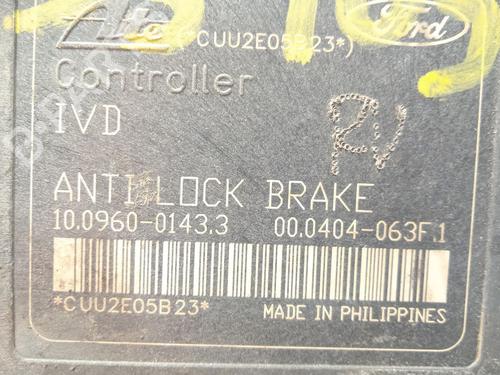 Ate (*CUU2E05B23*) Ford
Controller
IVD
RV
ANTI LOCK BRAKE
10.0960-0143.3 00.0404-063F.1
*CUU2E05B23*
MADE IN PHILIPPINES